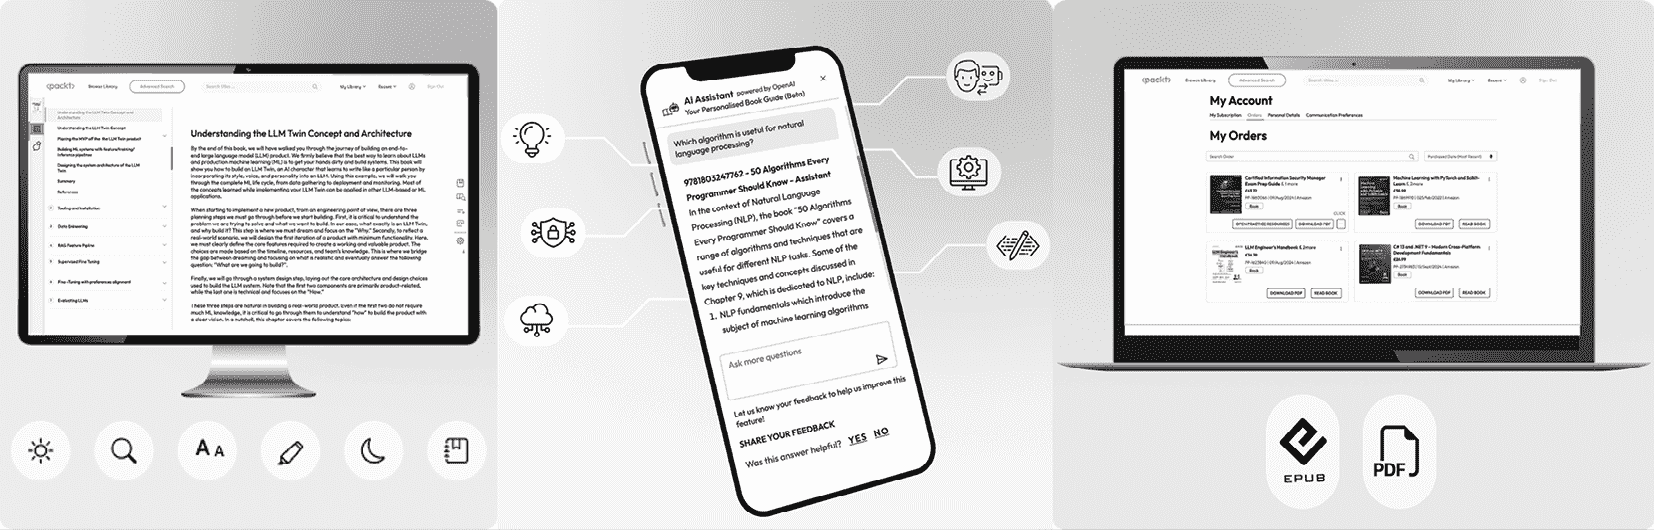 <packt>
Browse Library
Advanced Search
Search titles …
My Library
Recent
Sign Out
Understanding the LLM Twin Concept and
Architecture
Understanding the LLM Twin Concept
Planning the MVP of the LLM Twin product
Building ML systems with feature/training/
inference pipelines
Designing the system architecture of the LLM
Twin
Summary
References
Tooling and Installation
Data Engineering
RAG Feature Pipeline
Supervised Fine Tuning
Fine-Tuning with preferences alignment
Evaluating LLMs
Understanding the LLM Twin Concept and Architecture
By the end of this book, we will have walked you through the journey of building an end-to-
end large language model (LLM) product. We firmly believe that the best way to learn about LLMs
and production machine learning (ML) is to get your hands dirty and build systems. This book will
show you how to build an LLM Twin, an AI character that learns to write like a particular person by
incorporating its style, voice, and personality into an LLM. Using this example, we will walk you
through the complete ML life cycle, from data gathering to deployment and monitoring. Most of
the concepts learned while implementing your LLM Twin can be applied in other LLM-based or ML
applications.
When starting to implement a new product, from an engineering point of view, there are three
planning steps we must go through before we start building. First, it is critical to understand the
problem we are trying to solve and what we want to build. In our case, what exactly is an LLM Twin,
and why build it? This step is where we must dream and focus on the "Why." Secondly, to reflect a
real-world scenario, we will design the first iteration of a product with minimum functionality. Here,
we must clearly define the core features required to create a working and valuable product. The
choices are made based on the timeline, resources, and team's knowledge. This is where we bridge
the gap between dreaming and focusing on what is realistic and eventually answer the following
question: "What are we going to build?".
Finally, we will go through a system design step, laying out the core architecture and design choices
used to build the LLM system. Note that the first two components are primarily product-related,
while the last one is technical and focuses on the "How."
These three steps are natural in building a real-world product. Even if the first two do not require
much ML knowledge, it is critical to go through them to understand "how" to build the product with
a clear vision. In a nutshell, this chapter covers the following topics:
A A
AI Assistant powered by OpenAI
Your Personalised Book Guide (Beta)
Which algorithm is useful for natural
language processing?
9781803247762 - 50 Algorithms Every
Programmer Should Know - Assistant
In the context of Natural Language
Processing (NLP), the book "50 Algorithms
Every Programmer Should Know" covers a
range of algorithms and techniques that are
useful for different NLP tasks. Some of the
key techniques and concepts discussed in
Chapter 9, which is dedicated to NLP, include:
1. NLP fundamentals which introduce the
subject of machine learning algorithms
Ask more questions
Let us know your feedback to help us improve this
feature!
SHARE YOUR FEEDBACK
Was this answer helpful? YES NO
<packt>
Browse Library
Advanced Search
My Library
Recent
Sign Out
My Account
My Subscription Orders Personal Details Communication Preferences
My Orders
Search Order
Purchased Date (Most Recent)
Certified Information Security Manager
Exam Prep Guide & 2more
Book
DOWNLOAD PDF
Machine Learning with PyTorch and Scikit-
Learn & 2more
Book
DOWNLOAD PDF
READ BOOK
LLM Engineer's Handbook & 2more
Book
DOWNLOAD PDF
READ BOOK
C# 13 and .NET 9 – Modern Cross-Platform
Development Fundamentals
Book
DOWNLOAD PDF
READ BOOK
EPUB
PDF